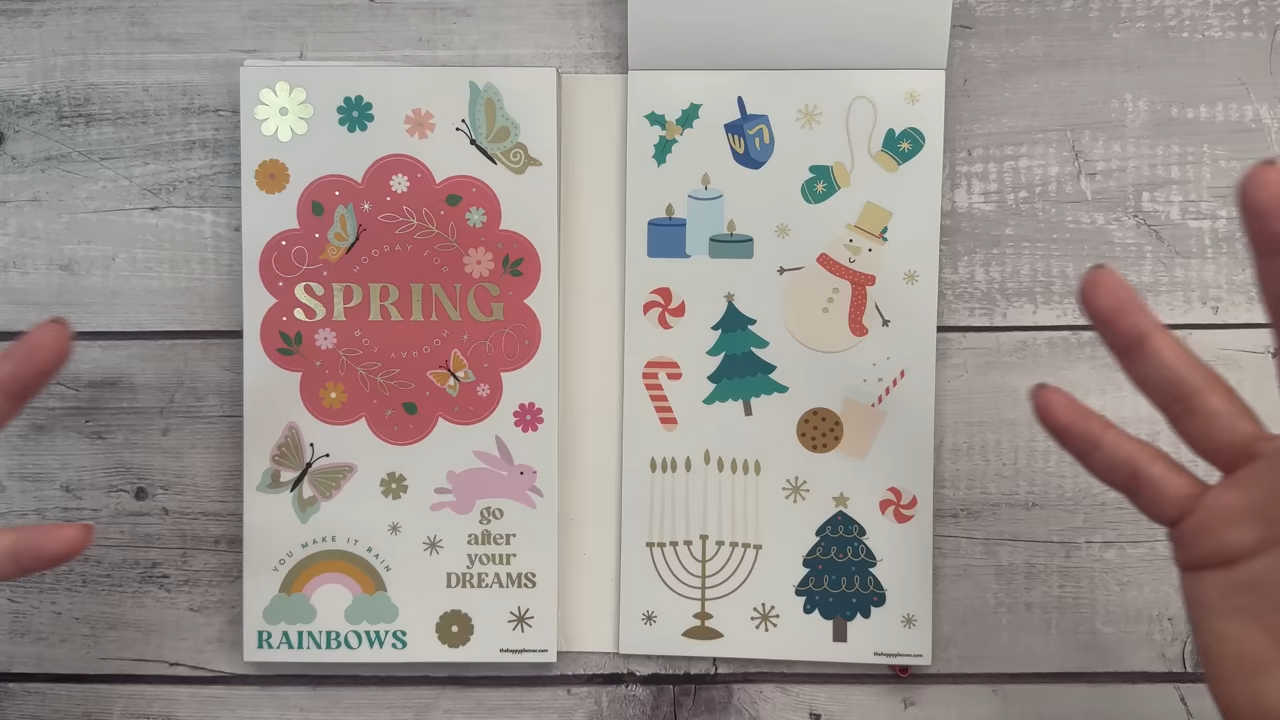 HOORAY FOR
SPRING
HOORAY FOR
YOU MAKE IT RAIN
RAINBOWS
go
after
your
DREAMS
thehappyplanner.com
ש ה
thehappyplanner.com